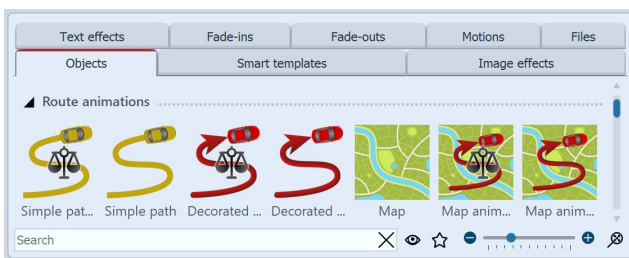 Text effects Fade-ins Fade-outs Motions Files
Objects Smart templates Image effects
Route animations
Simple pat... Simple path Decorated ... Decorated ... Map Map anim... Map anim...
Search